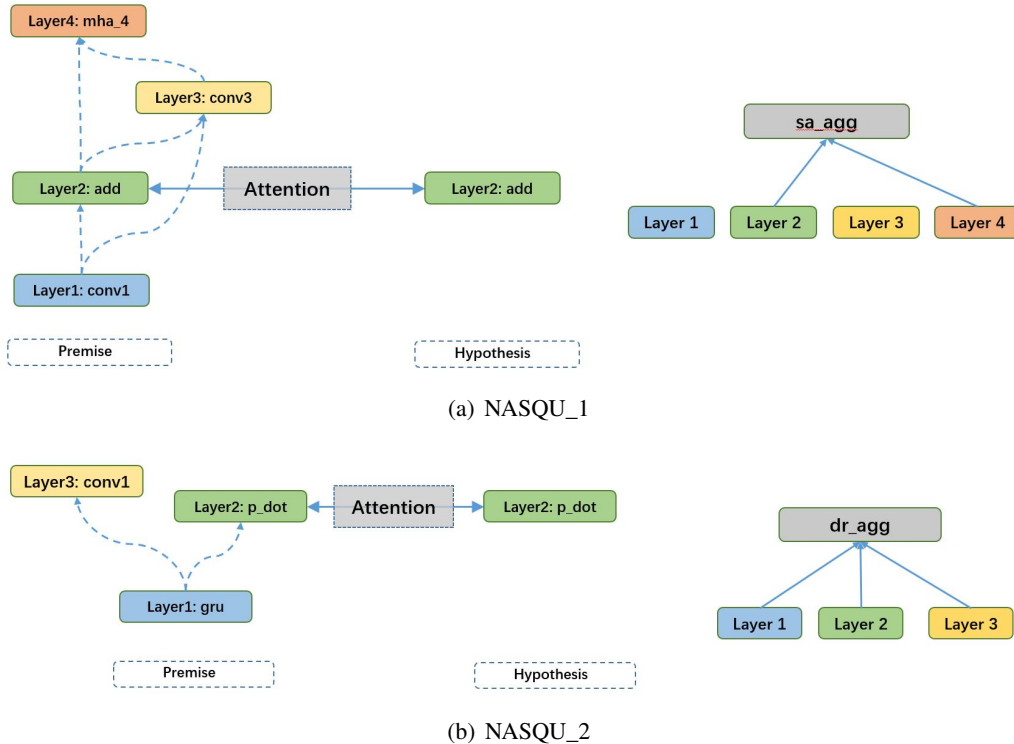 Layer4: mha_4
Layer3: conv3
sa_agg
Layer2: add
Attention
Layer2: add
Layer 1
Layer 2
Layer 3
Layer 4
Layer1: conv1
Premise
Hypothesis
(a) NASQU_1
Layer3: conv1
Layer2: p_dot
Attention
Layer2: p_dot
dr_agg
Layer1: gru
Layer 1
Layer 2
Layer 3
Premise
Hypothesis
(b) NASQU_2